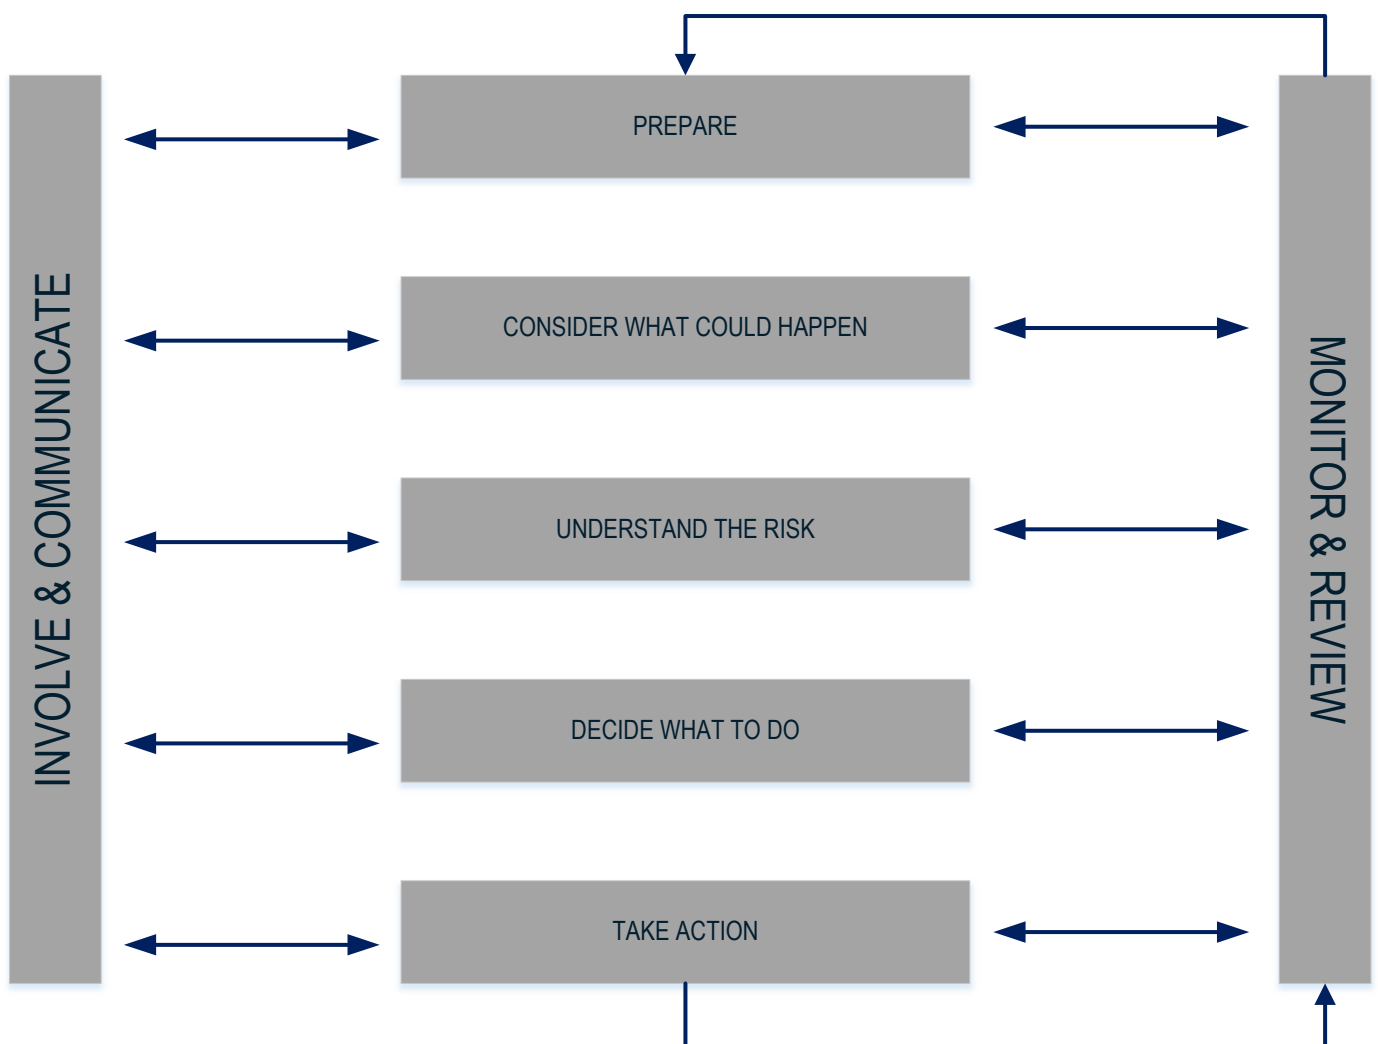 INVOLVE & COMMUNICATE
PREPARE
CONSIDER WHAT COULD HAPPEN
UNDERSTAND THE RISK
DECIDE WHAT TO DO
TAKE ACTION
MONITOR & REVIEW